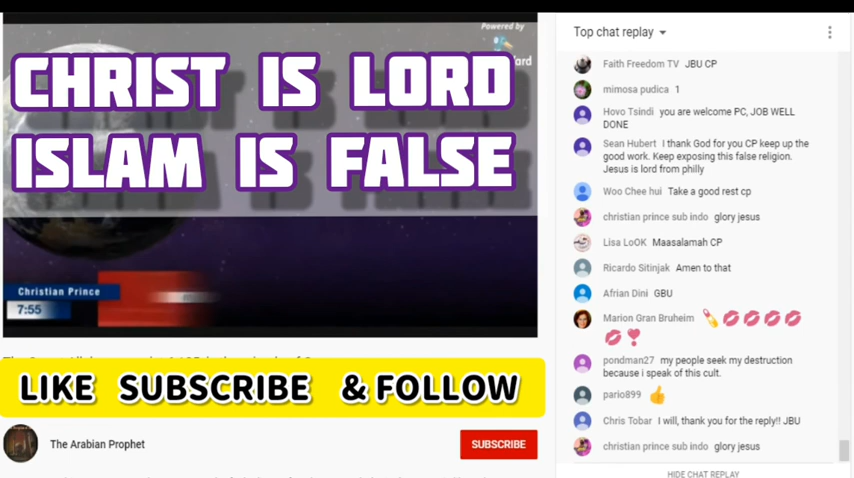 Powered by
CHRIST IS LORD
ISLAM IS FALSE
Christian Prince
7:55
LIKE SUBSCRIBE & FOLLOW
The Arabian Prophet
SUBSCRIBE
Top chat replay
Faith Freedom TV JBU CP
mimosa pudica 1
Hovo Tsindi you are welcome PC, JOB WELL
DONE
Sean Hubert I thank God for you CP keep up the
good work. Keep exposing this false religion.
Jesus is lord from philly
Woo Chee hui Take a good rest cp
christian prince sub indo glory jesus
Lisa LoOK Maasalamah CP
Ricardo Sitinjak Amen to that
Afrian Dini GBU
Marion Gran Bruheim 💄💋💋💋💋
💋❣
pondman27 my people seek my destruction
because i speak of this cult.
pario899 👍
Chris Tobar I will, thank you for the reply!! JBU
christian prince sub indo glory jesus
HIDE CHAT REPLAY